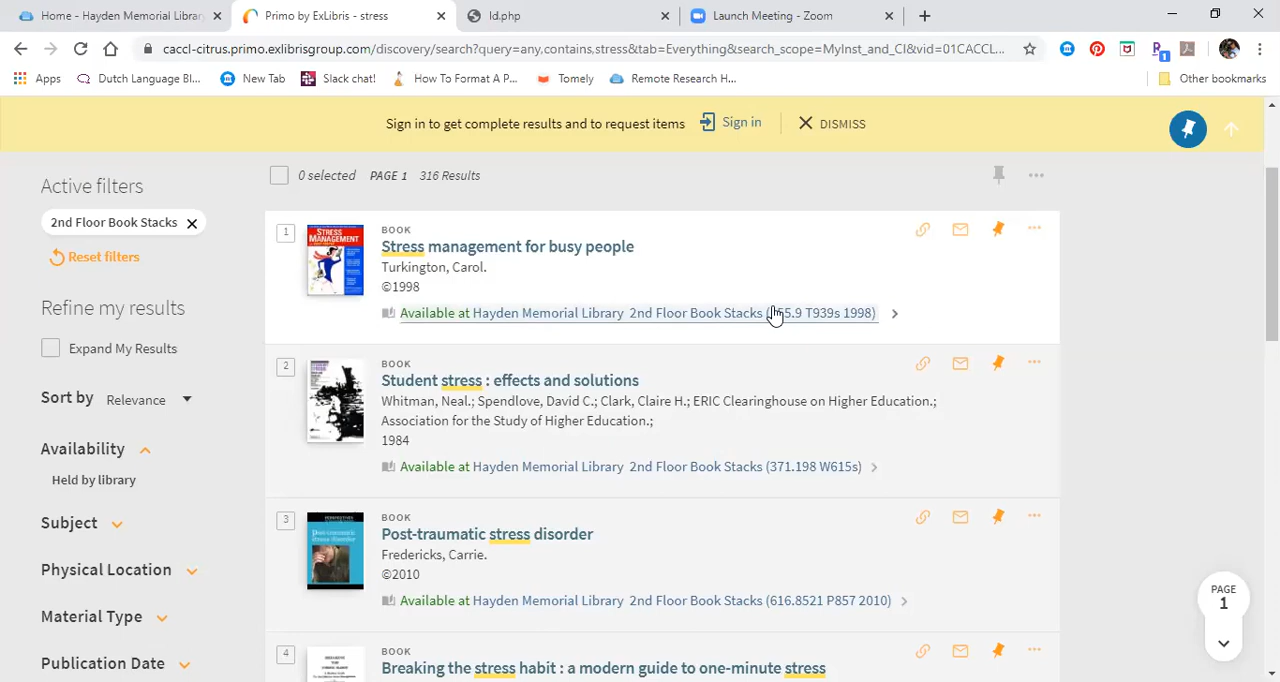 Home - Hayden Memorial Library
Primo by ExLibris - stress
ld.php
Launch Meeting - Zoom
caccl-citrus.primo.exlibrisgroup.com/discovery/search?query=any,contains,stress&tab=Everything&search_scope=MyInst_and_CI&vid=01CACCL...
1
Apps
Dutch Language Bl...
New Tab
Slack chat!
How To Format A P...
Tomely
Remote Research H...
Other bookmarks
Sign in to get complete results and to request items
Sign in
DISMISS
0 selected PAGE 1 316 Results
Active filters
2nd Floor Book Stacks
Reset filters
Refine my results
Expand My Results
Sort by Relevance
Availability
Held by library
Subject
Physical Location
Material Type
Publication Date
1
STRESS
MANAGEMENT
BOOK
Stress management for busy people
Turkington, Carol.
©1998
Available at Hayden Memorial Library 2nd Floor Book Stacks ( 65.9 T939s 1998)
2
BOOK
Student stress : effects and solutions
Whitman, Neal.; Spendlove, David C.; Clark, Claire H.; ERIC Clearinghouse on Higher Education.;
Association for the Study of Higher Education.;
1984
Available at Hayden Memorial Library 2nd Floor Book Stacks (371.198 W615s)
3
BOOK
Post-traumatic stress disorder
Fredericks, Carrie.
©2010
Available at Hayden Memorial Library 2nd Floor Book Stacks (616.8521 P857 2010)
4
BOOK
Breaking the stress habit : a modern guide to one-minute stress
PAGE
1